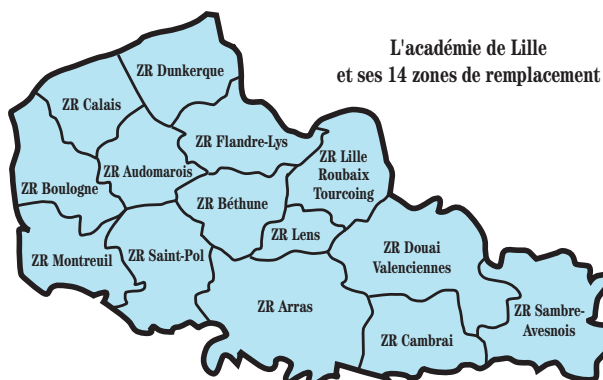 L'académie de Lille
et ses 14 zones de remplacement
ZR Dunkerque
ZR Calais
ZR Flandre-Lys
ZR Audomarois
ZR Lille
Roubaix
Tourcoing
ZR Boulogne
ZR Béthune
ZR Lens
ZR Montreuil
ZR Saint-Pol
ZR Douai
Valenciennes
ZR Arras
ZR Cambrai
ZR Sambre-
Avesnois